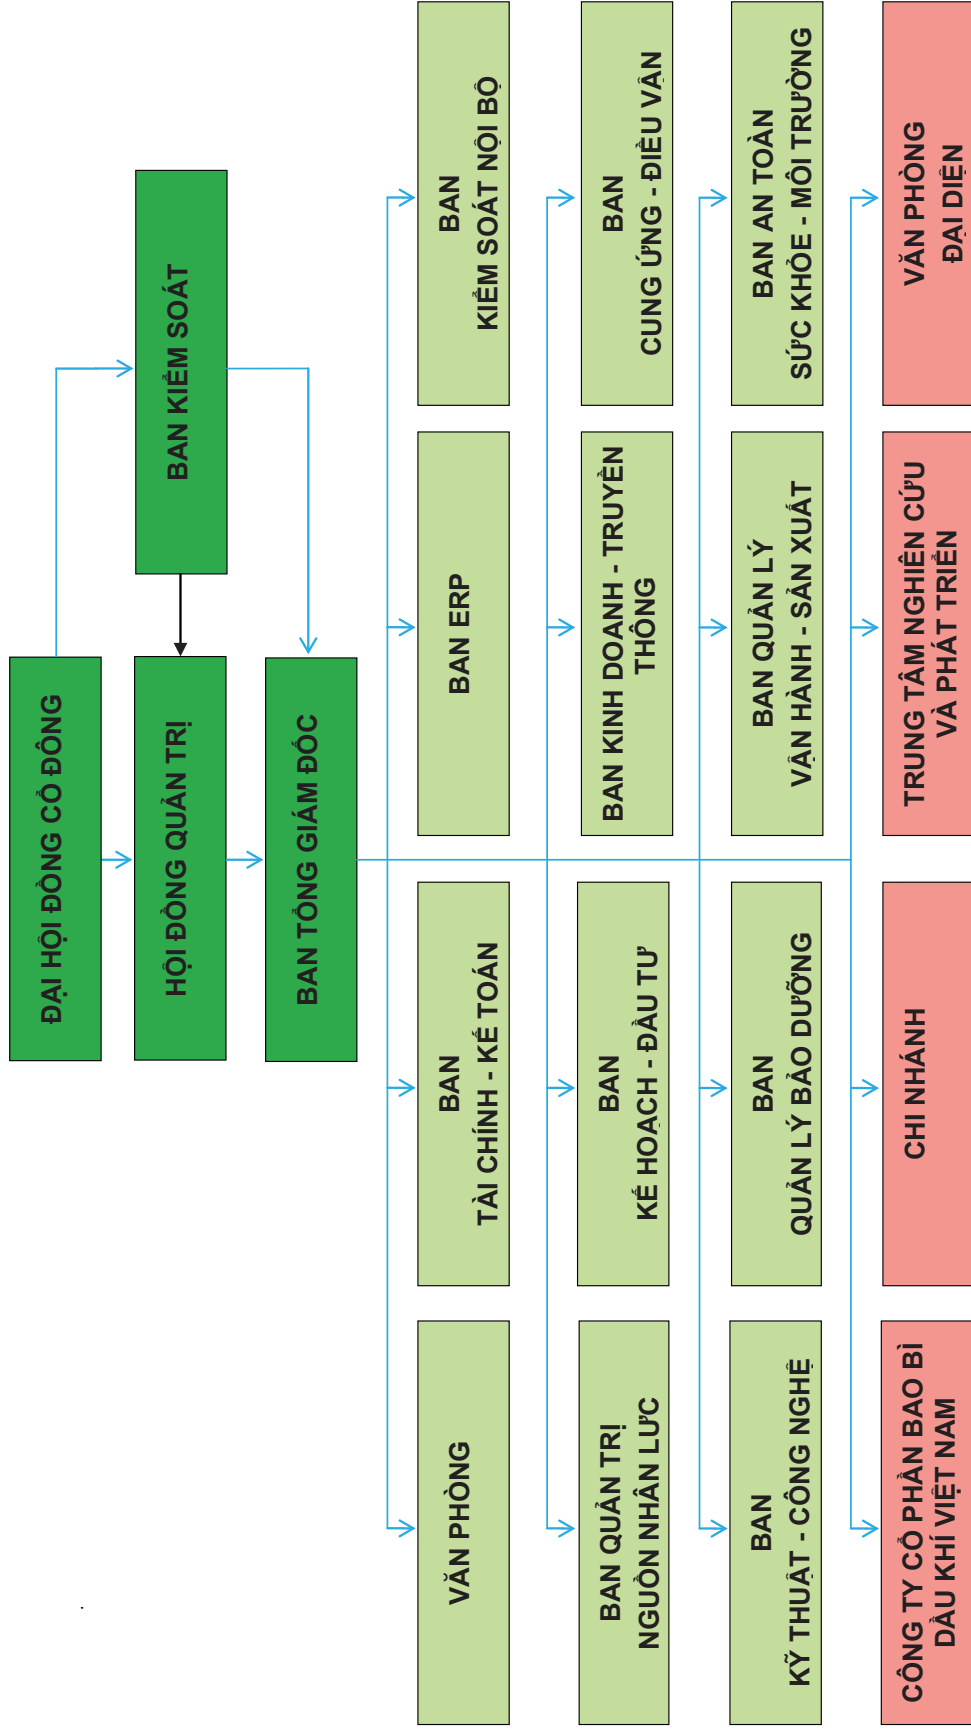 ĐẠI HỘI ĐỒNG CỔ ĐÔNG
BAN KIỂM SOÁT
HỘI ĐỒNG QUẢN TRỊ
BAN TỔNG GIÁM ĐỐC
VĂN PHÒNG
BAN
TÀI CHÍNH - KẾ TOÁN
BAN ERP
BAN
KIỂM SOÁT NỘI BỘ
BAN QUẢN TRỊ
NGUỒN NHÂN LỰC
BAN
KẾ HOẠCH - ĐẦU TƯ
BAN KINH DOANH - TRUYỀN
THÔNG
BAN
CUNG ỨNG - ĐIỀU VẬN
BAN
KỸ THUẬT - CÔNG NGHỆ
BAN
QUẢN LÝ BẢO DƯỠNG
BAN QUẢN LÝ
VẬN HÀNH - SẢN XUẤT
BAN AN TOÀN
SỨC KHỎE - MÔI TRƯỜNG
CÔNG TY CỔ PHẦN BAO BÌ
DẦU KHÍ VIỆT NAM
CHI NHÁNH
TRUNG TÂM NGHIÊN CỨU
VÀ PHÁT TRIỂN
VĂN PHÒNG
ĐẠI DIỆN